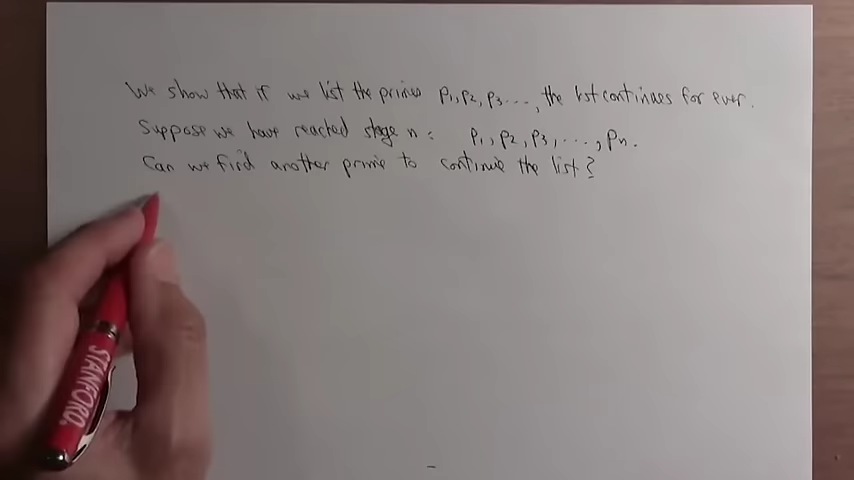 We show that if we list the primes p₁, p₂, p₃ ..., the list continues for ever.
Suppose we have reached stage n: p₁, p₂, p₃, ..., pₙ.
Can we find another prime to continue the list?
STANFORD